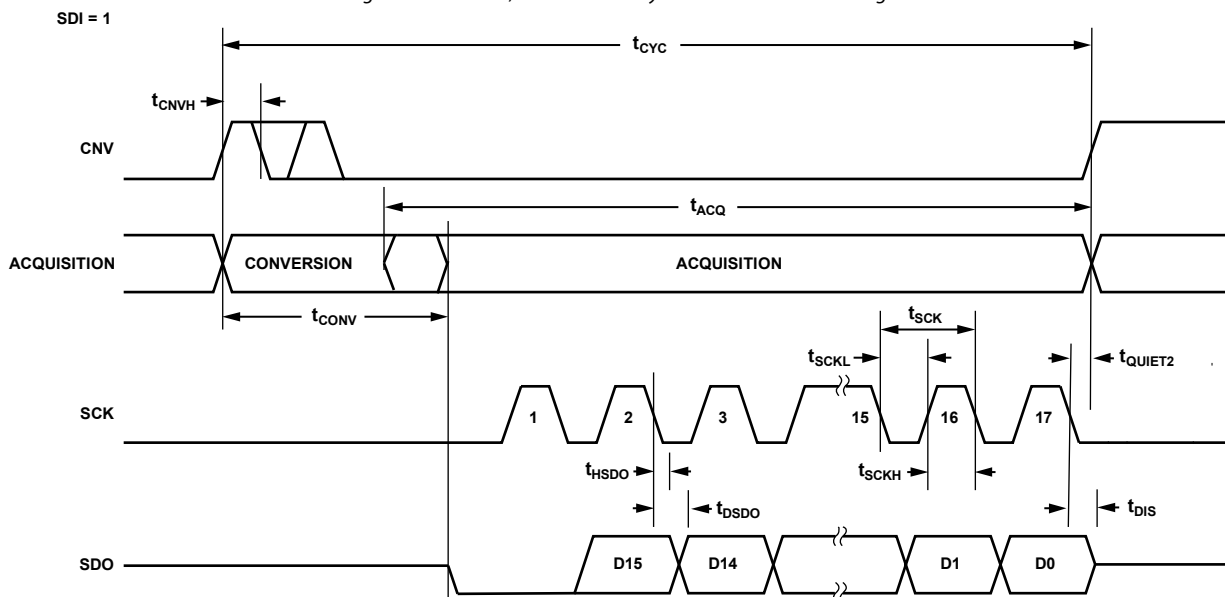 SDI = 1
tCYC
tCNVH
CNV
tACQ
ACQUISITION
CONVERSION
ACQUISITION
tCONV
tSCK
tSCKL
tQUIET2
SCK
1
2
3
15
16
17
tHSDO
tSCKH
tDSDO
tDIS
SDO
D15
D14
D1
D0